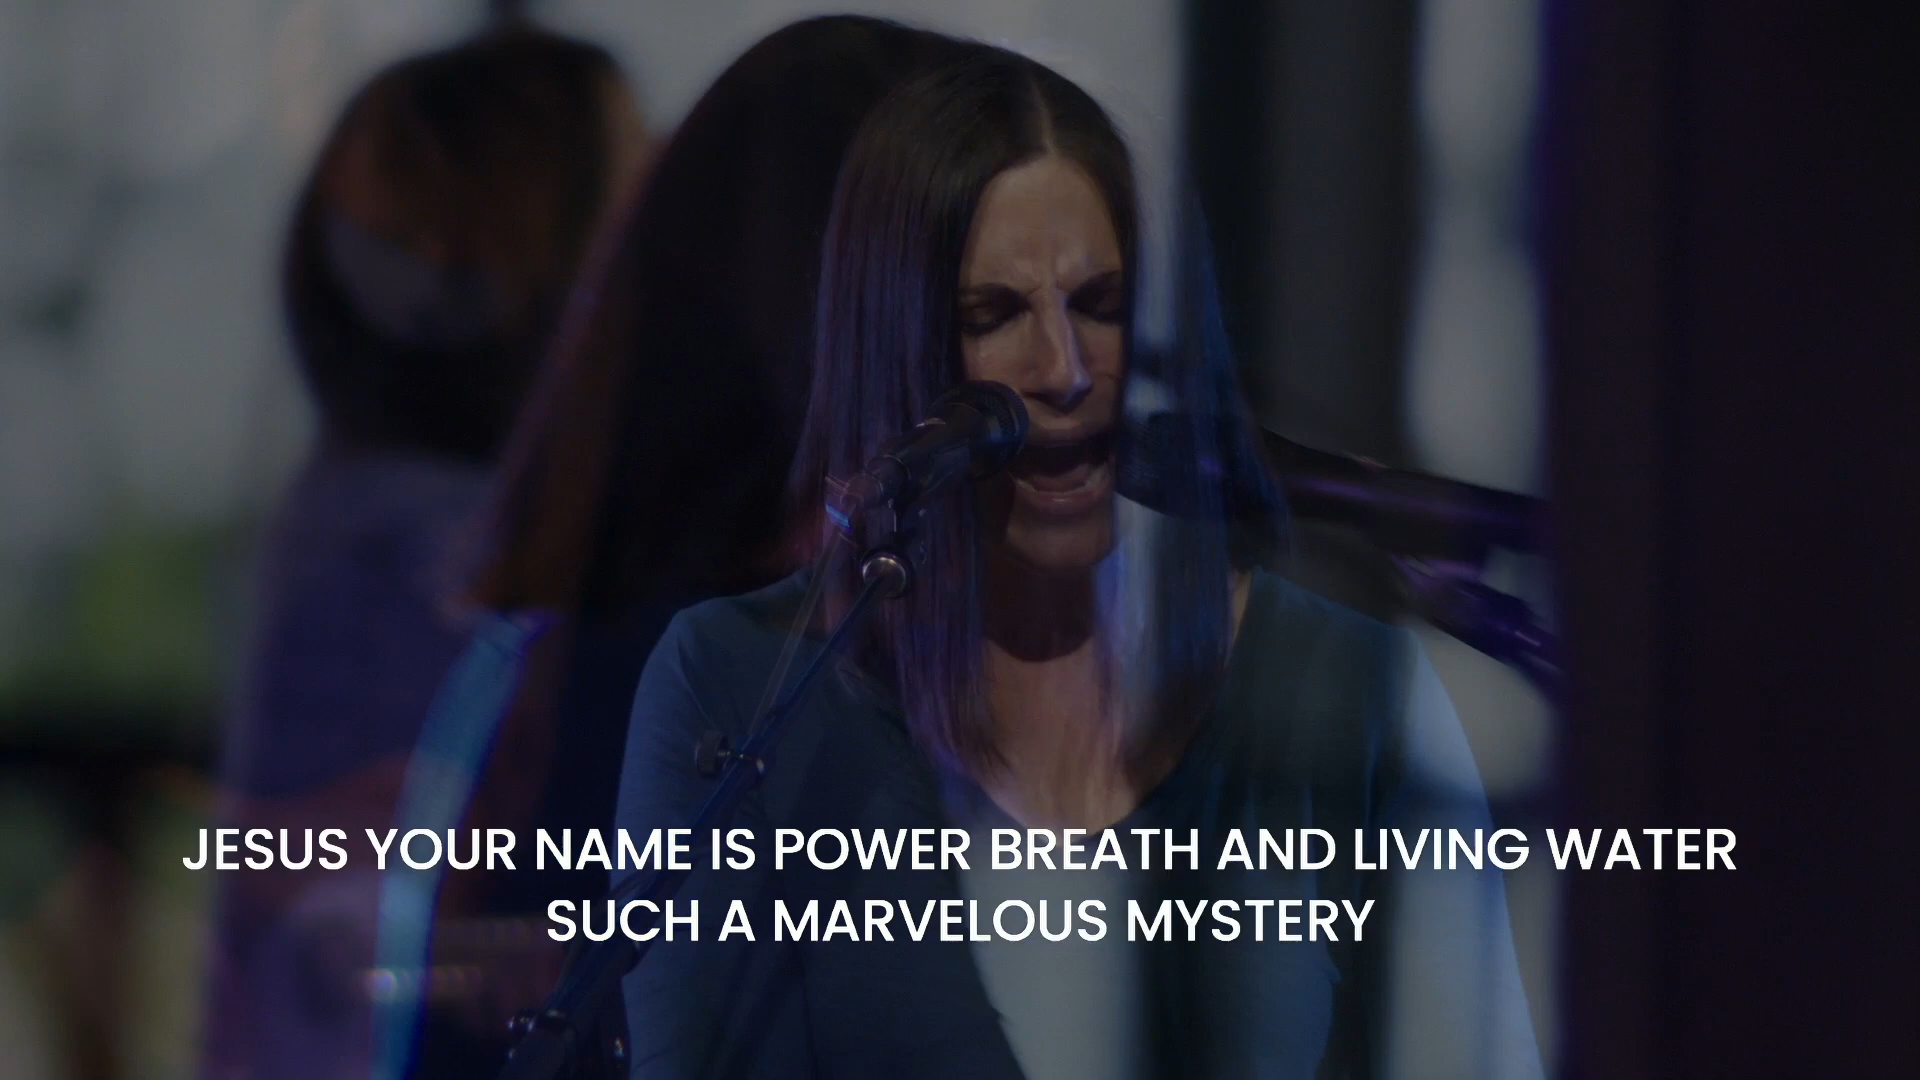 JESUS YOUR NAME IS POWER BREATH AND LIVING WATER
SUCH A MARVELOUS MYSTERY